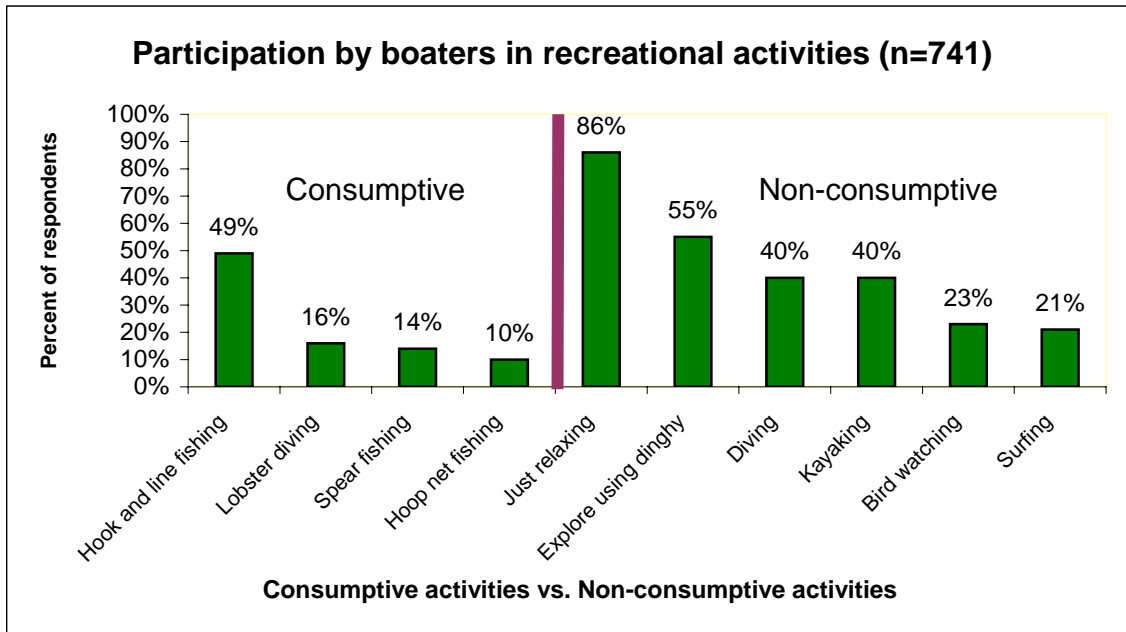 Participation by boaters in recreational activities (n=741)
Percent of respondents
100%
90%
80%
70%
60%
50%
40%
30%
20%
10%
0%
Consumptive
Non-consumptive
49%
16%
14%
10%
86%
55%
40%
40%
23%
21%
Hook and line fishing
Lobster diving
Spear fishing
Hoop net fishing
Just relaxing
Explore using dinghy
Diving
Kayaking
Bird watching
Surfing
Consumptive activities vs. Non-consumptive activities